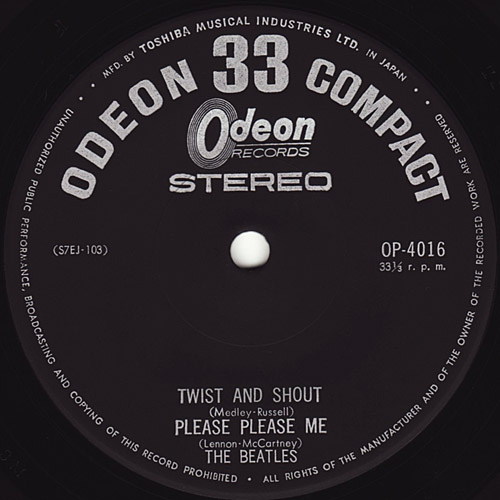 MFD. BY TOSHIBA MUSICAL INDUSTRIES LTD. IN JAPAN
UNAUTHORIZED PUBLIC PERFORMANCE, BROADCASTING AND COPYING OF THIS RECORD PROHIBITED • ALL RIGHTS OF THE MANUFACTURER AND OF THE OWNER OF THE RECORDED WORK ARE RESERVED
ODEON 33 COMPACT
Odeon
RECORDS
STEREO
(S7EJ-103)
OP-4016
33⅓ r. p. m.
TWIST AND SHOUT
(Medley-Russell)
PLEASE PLEASE ME
(Lennon-McCartney)
THE BEATLES